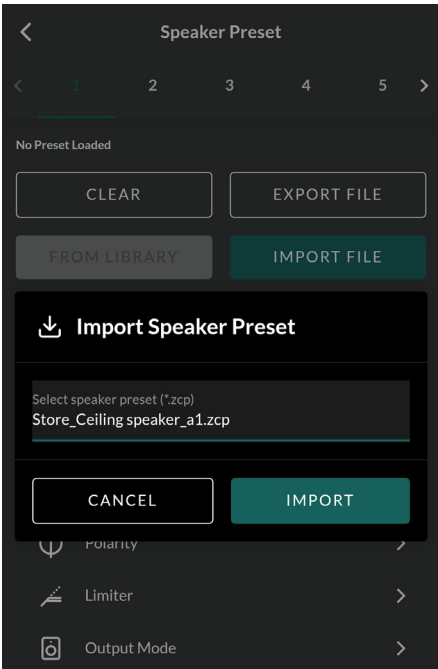 Speaker Preset
1 2 3 4 5
No Preset Loaded
CLEAR EXPORT FILE
FROM LIBRARY IMPORT FILE
Import Speaker Preset
Select speaker preset (*.zcp)
Store_Ceiling speaker_a1.zcp
CANCEL IMPORT
Polarity
Limiter
Output Mode